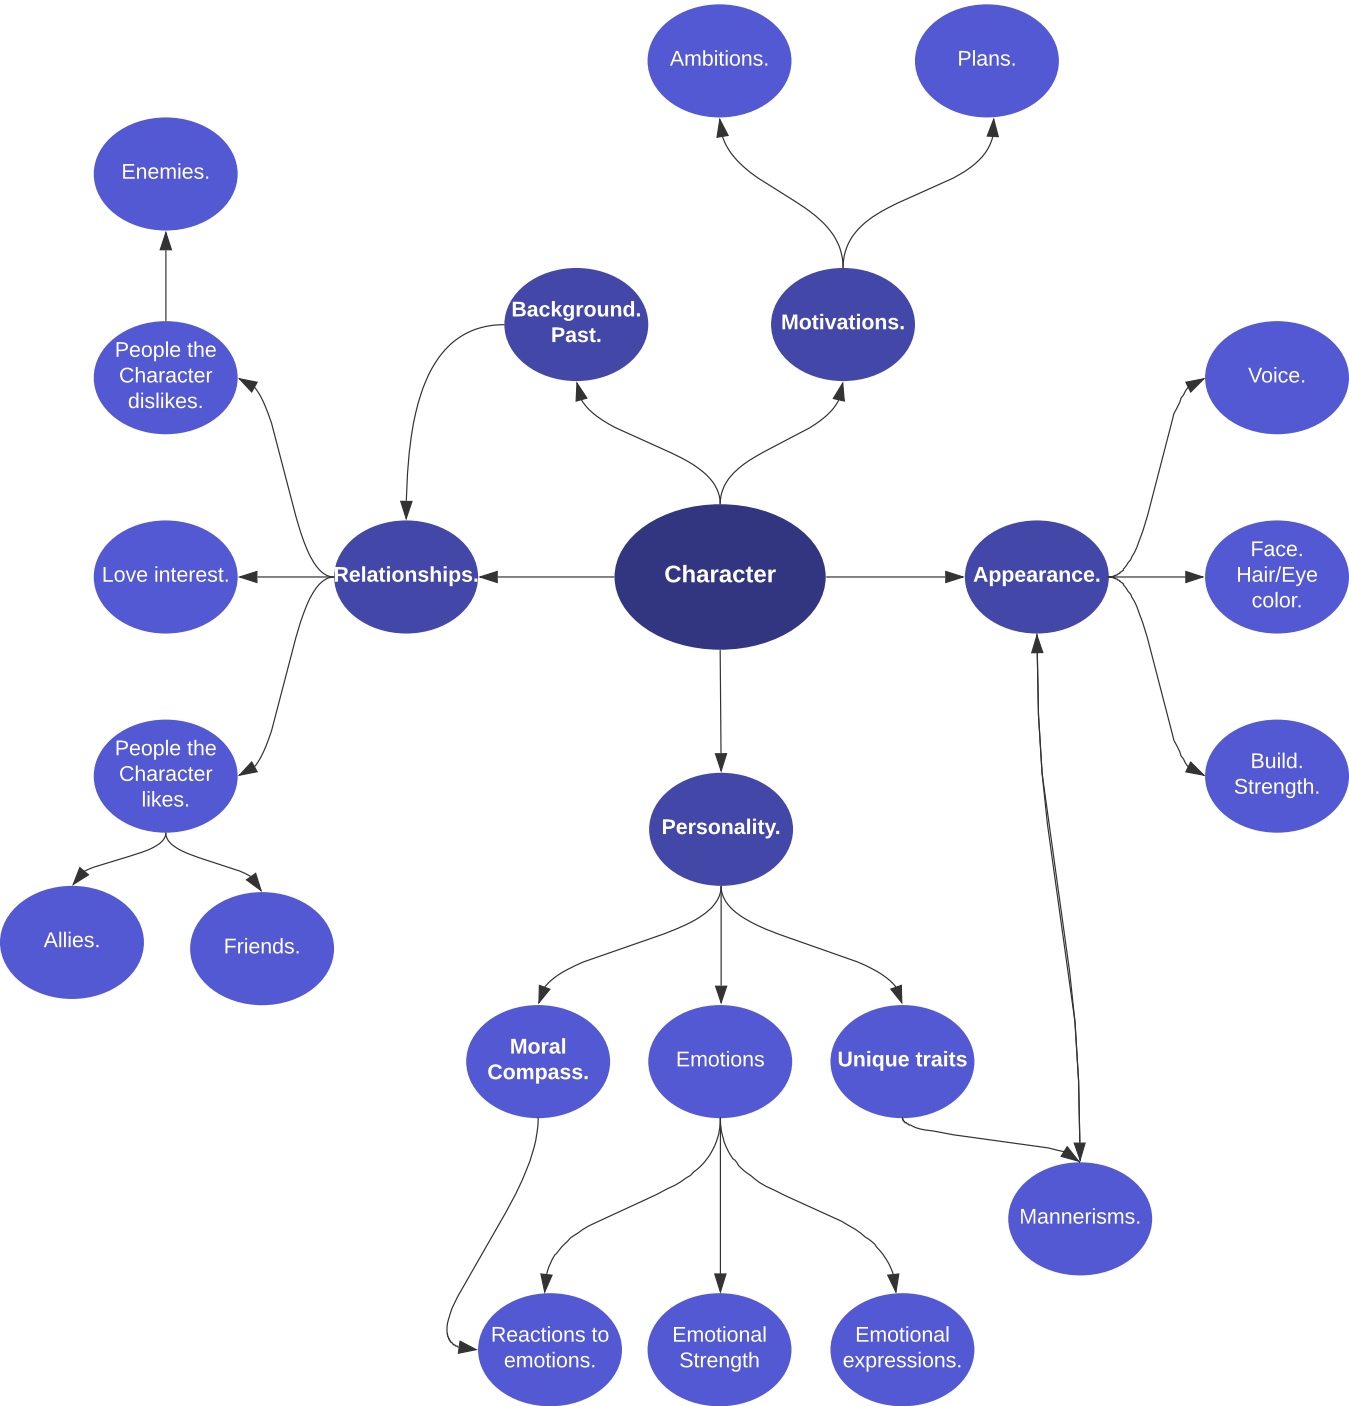 Ambitions.
Plans.
Enemies.
Background.
Past.
Motivations.
People the
Character
dislikes.
Voice.
Love interest.
Relationships.
Character
Appearance.
Face.
Hair/Eye
color.
People the
Character
likes.
Build.
Strength.
Personality.
Allies.
Friends.
Moral
Compass.
Emotions
Unique traits
Mannerisms.
Reactions to
emotions.
Emotional
Strength
Emotional
expressions.